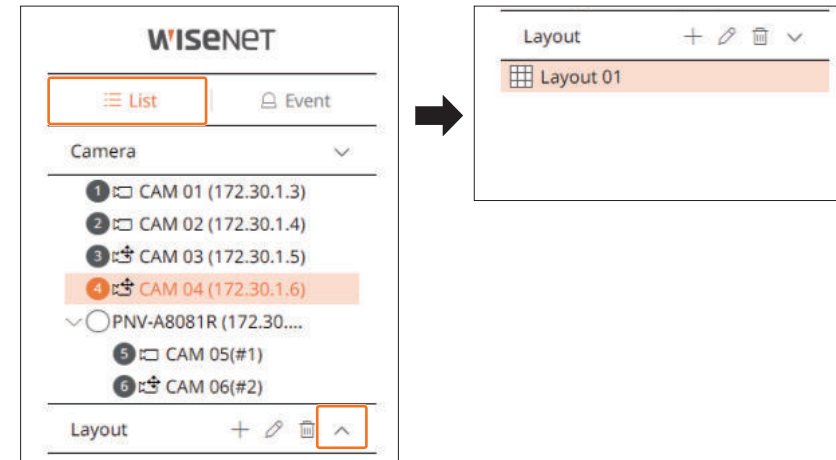 WISENET
List
Event
Camera
1 CAM 01 (172.30.1.3)
2 CAM 02 (172.30.1.4)
3 CAM 03 (172.30.1.5)
4 CAM 04 (172.30.1.6)
PNV-A8081R (172.30....
5 CAM 05(#1)
6 CAM 06(#2)
Layout
Layout
Layout 01